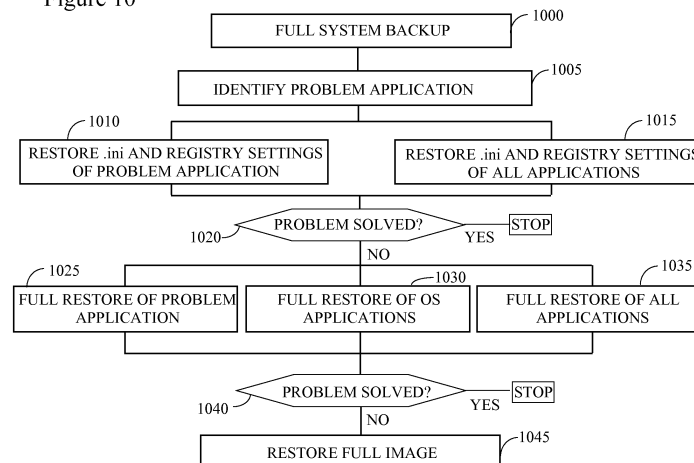 Figure 10
1000
FULL SYSTEM BACKUP
1005
IDENTIFY PROBLEM APPLICATION
1010
1015
RESTORE .ini AND REGISTRY SETTINGS
OF PROBLEM APPLICATION
RESTORE .ini AND REGISTRY SETTINGS
OF ALL APPLICATIONS
PROBLEM SOLVED?
STOP
1020
YES
NO
1025
1030
1035
FULL RESTORE OF PROBLEM
APPLICATION
FULL RESTORE OF OS
APPLICATIONS
FULL RESTORE OF ALL
APPLICATIONS
PROBLEM SOLVED?
STOP
1040
YES
NO
1045
RESTORE FULL IMAGE